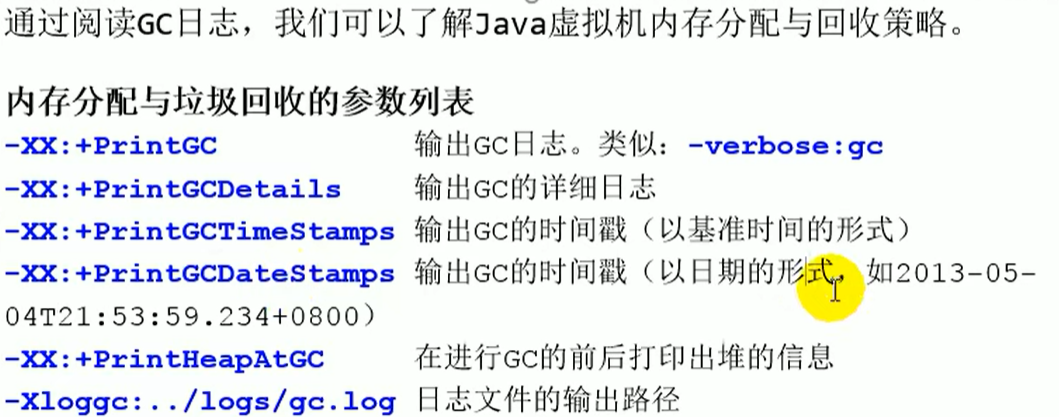 通过阅读GC日志，我们可以了解Java虚拟机内存分配与回收策略。
内存分配与垃圾回收的参数列表
-XX:+PrintGC 输出GC日志。类似：-verbose:gc
-XX:+PrintGCDetails 输出GC的详细日志
-XX:+PrintGCTimeStamps 输出GC的时间戳（以基准时间的形式）
-XX:+PrintGCDateStamps 输出GC的时间戳（以日期的形式，如2013-05-
04T21:53:59.234+0800）
-XX:+PrintHeapAtGC 在进行GC的前后打印出堆的信息
-Xloggc:../logs/gc.log 日志文件的输出路径